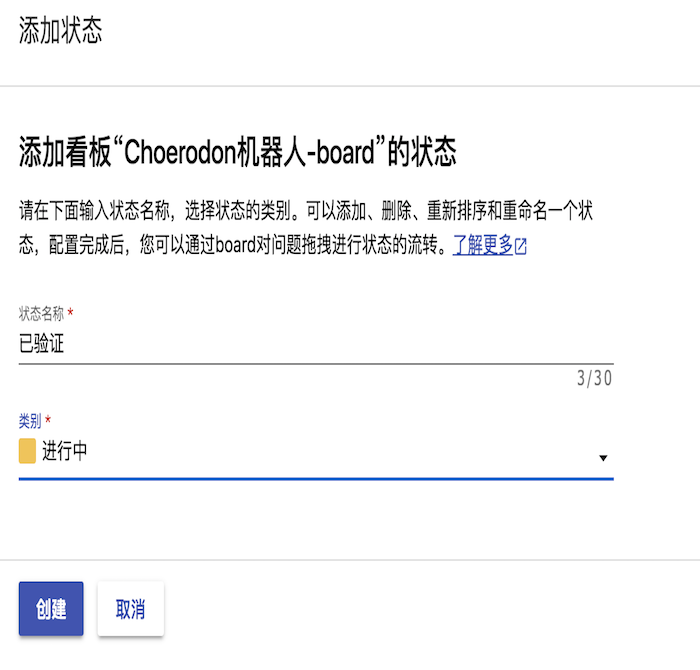 添加状态
添加看板“Choerodon机器人-board”的状态
请在下面输入状态名称，选择状态的类别。可以添加、删除、重新排序和重命名一个状
态，配置完成后，您可以通过board对问题拖拽进行状态的流转。了解更多
状态名称 *
已验证
3/30
类别 *
进行中
创建
取消